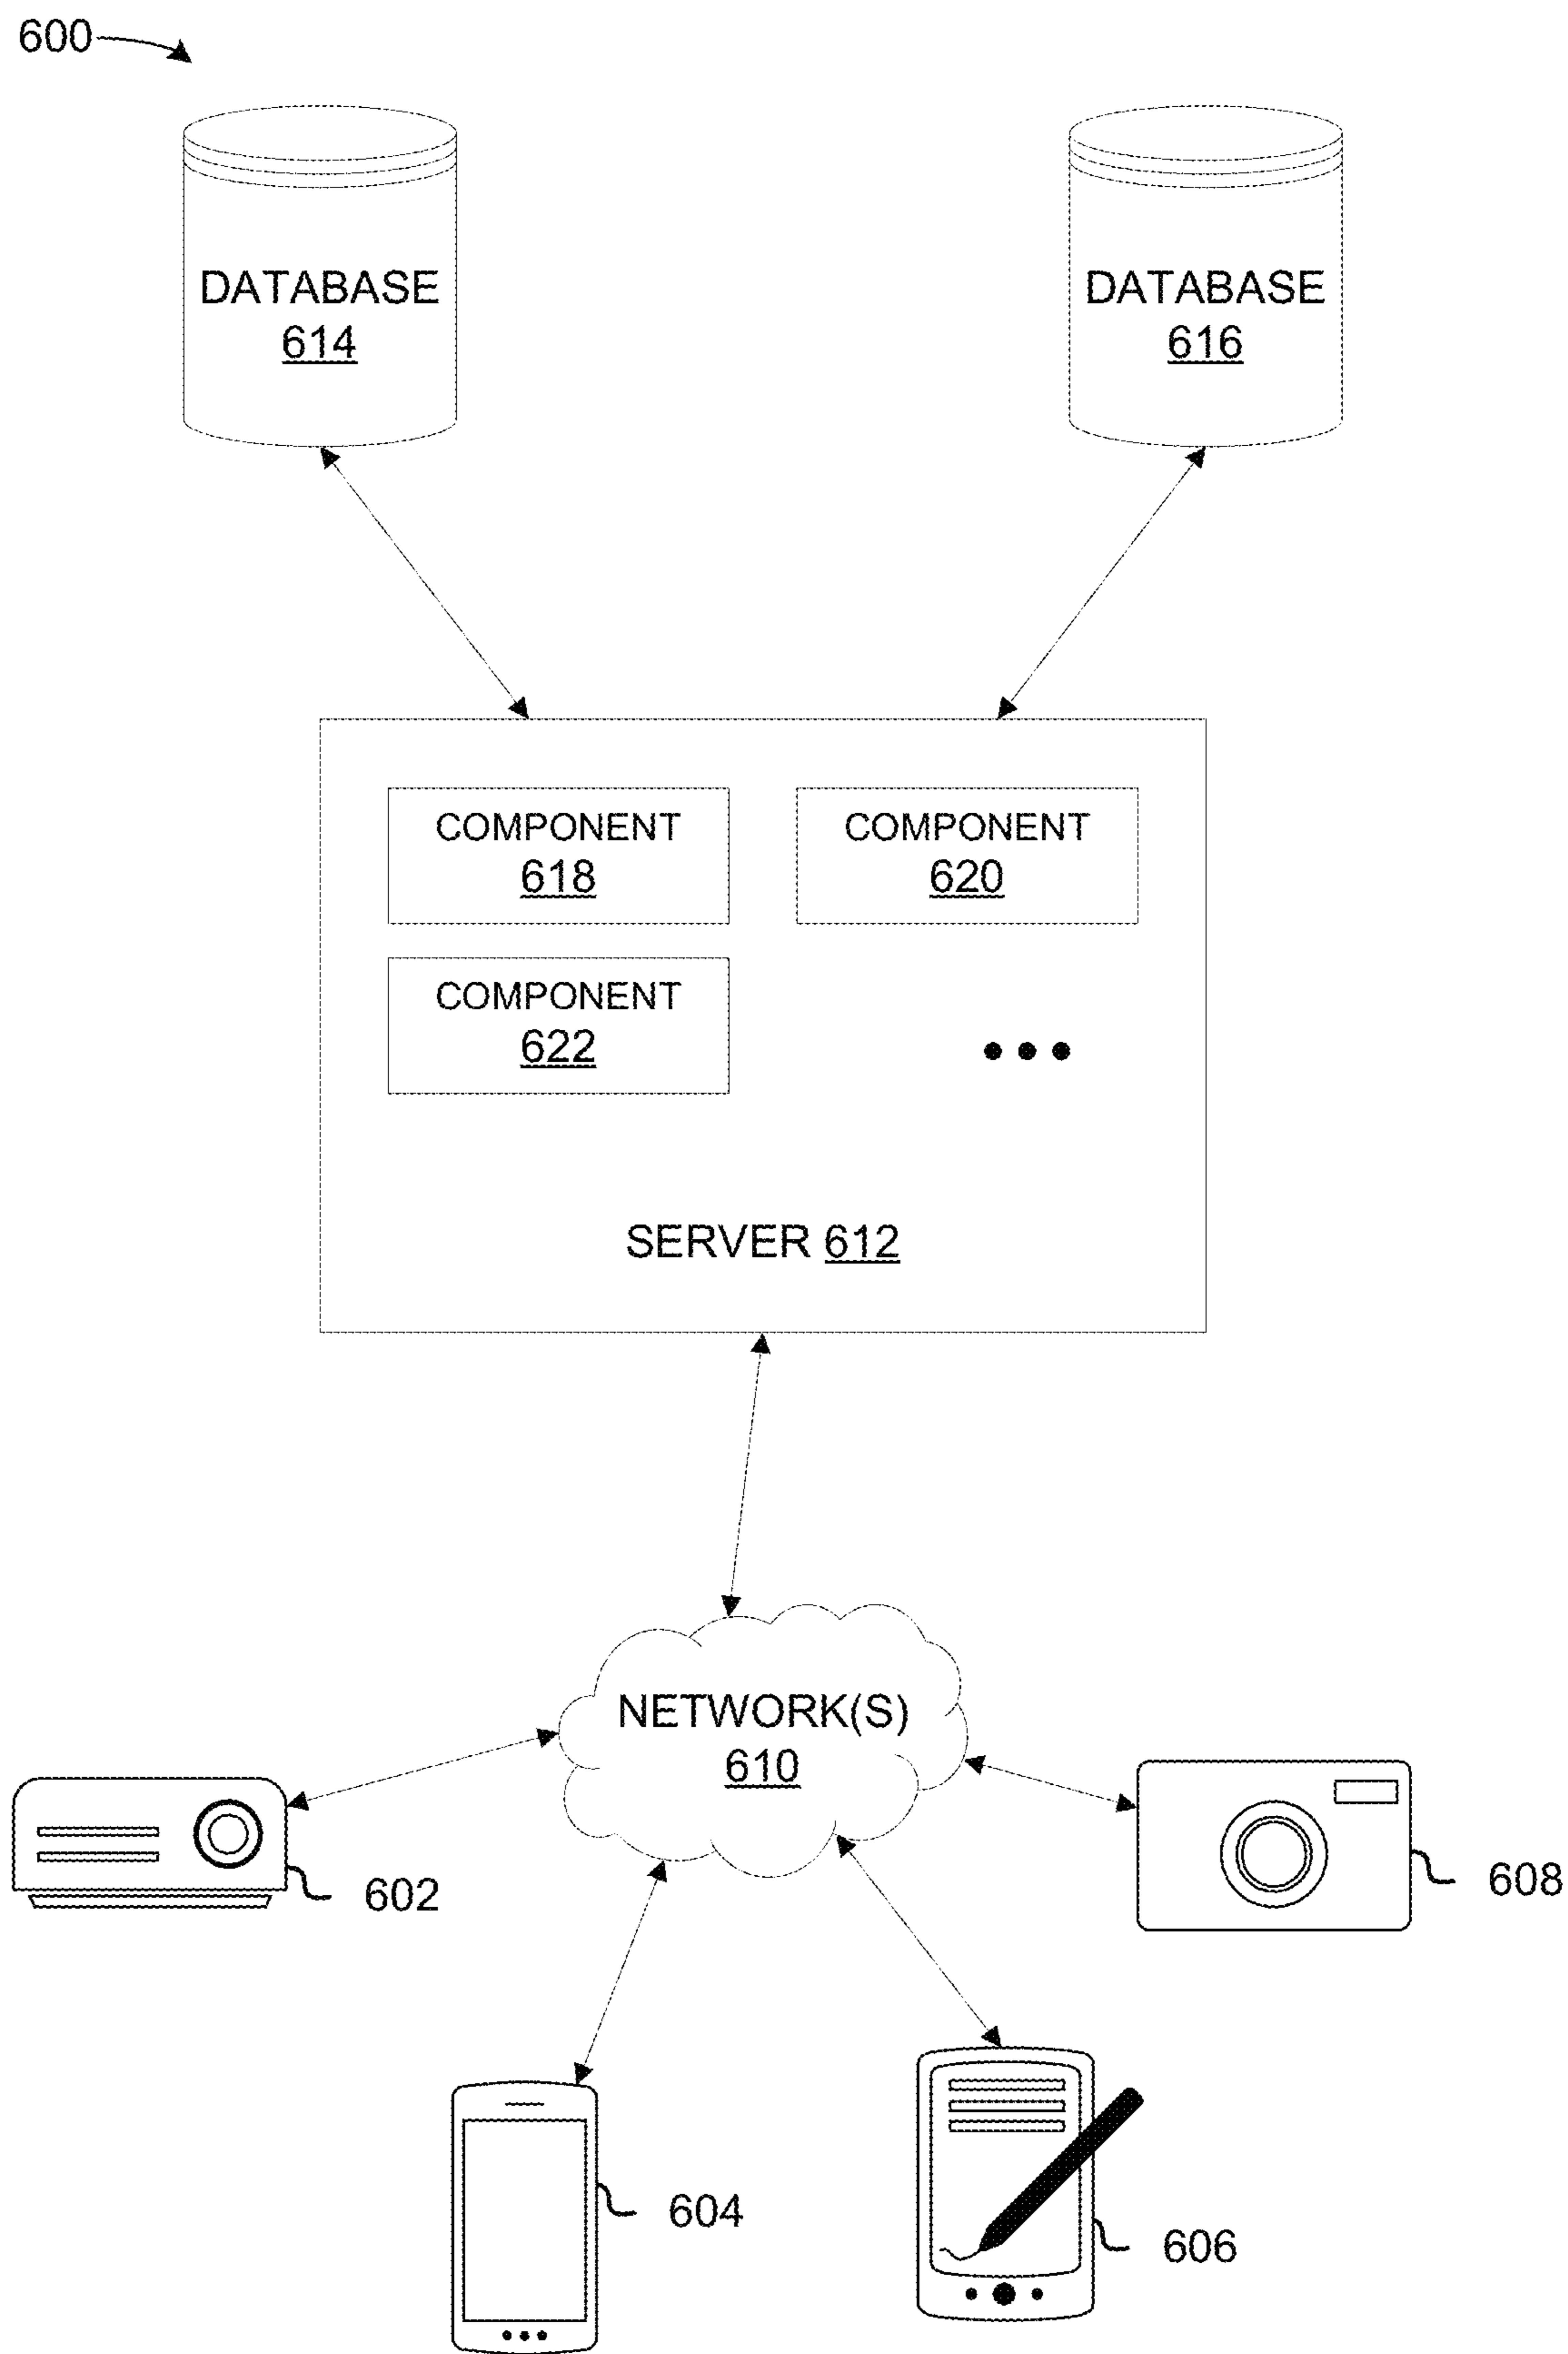 600
DATABASE
614
DATABASE
616
COMPONENT
618
COMPONENT
620
COMPONENT
622
SERVER 612
NETWORK(S)
610
602
608
604
606